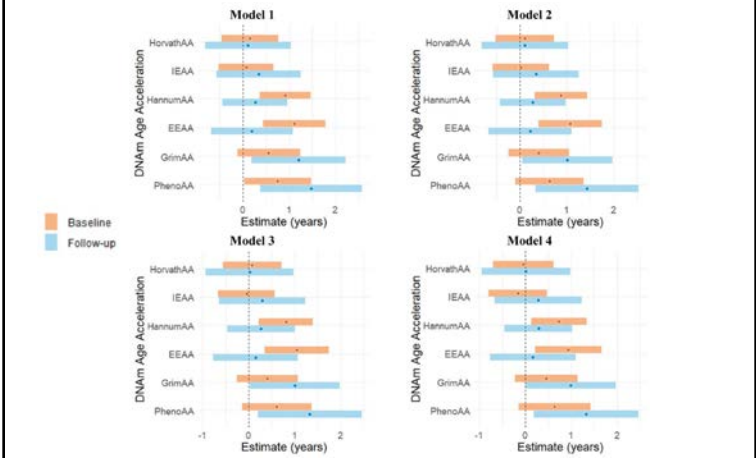 Model 1
DNAm Age Acceleration
HorvathAA
IEAA
HannumAA
EEAA
GrimAA
PhenoAA
0 1 2
Estimate (years)
Model 2
DNAm Age Acceleration
HorvathAA
IEAA
HannumAA
EEAA
GrimAA
PhenoAA
0 1 2
Estimate (years)
Baseline
Follow-up
Model 3
DNAm Age Acceleration
HorvathAA
IEAA
HannumAA
EEAA
GrimAA
PhenoAA
-1 0 1 2
Estimate (years)
Model 4
DNAm Age Acceleration
HorvathAA
IEAA
HannumAA
EEAA
GrimAA
PhenoAA
-1 0 1 2
Estimate (years)